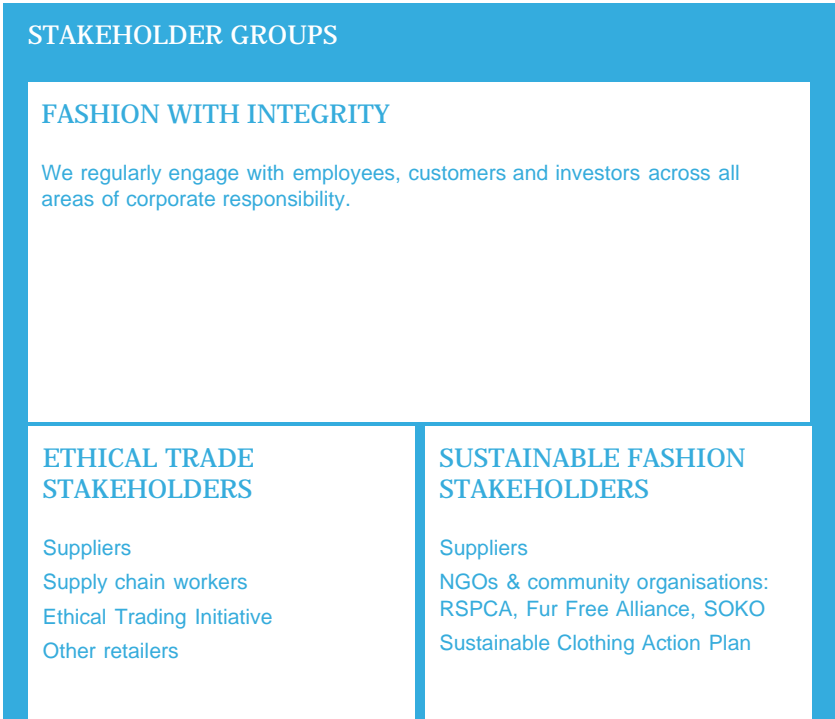 STAKEHOLDER GROUPS
FASHION WITH INTEGRITY
We regularly engage with employees, customers and investors across all
areas of corporate responsibility.
ETHICAL TRADE
STAKEHOLDERS
Suppliers
Supply chain workers
Ethical Trading Initiative
Other retailers
SUSTAINABLE FASHION
STAKEHOLDERS
Suppliers
NGOs & community organisations:
RSPCA, Fur Free Alliance, SOKO
Sustainable Clothing Action Plan